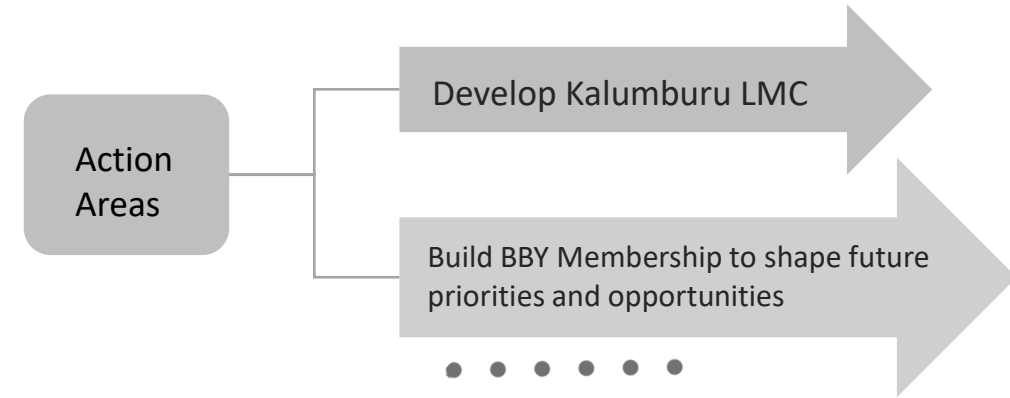 Action
Areas
Develop Kalumburu LMC
Build BBY Membership to shape future
priorities and opportunities